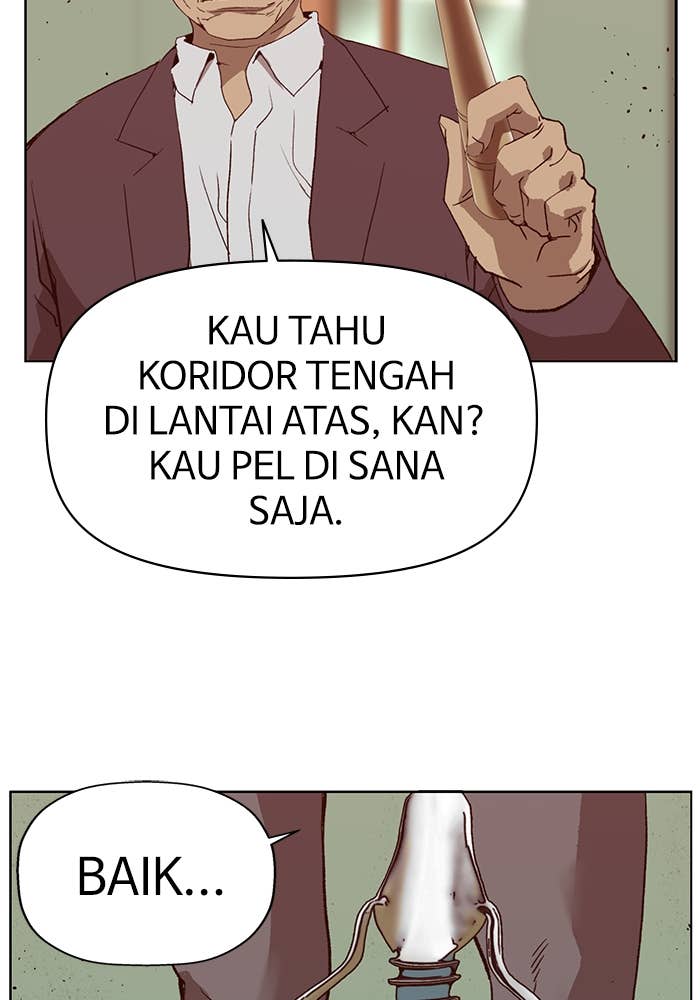 KAU TAHU
KORIDOR TENGAH
DI LANTAI ATAS, KAN?
KAU PEL DI SANA
SAJA.
BAIK...